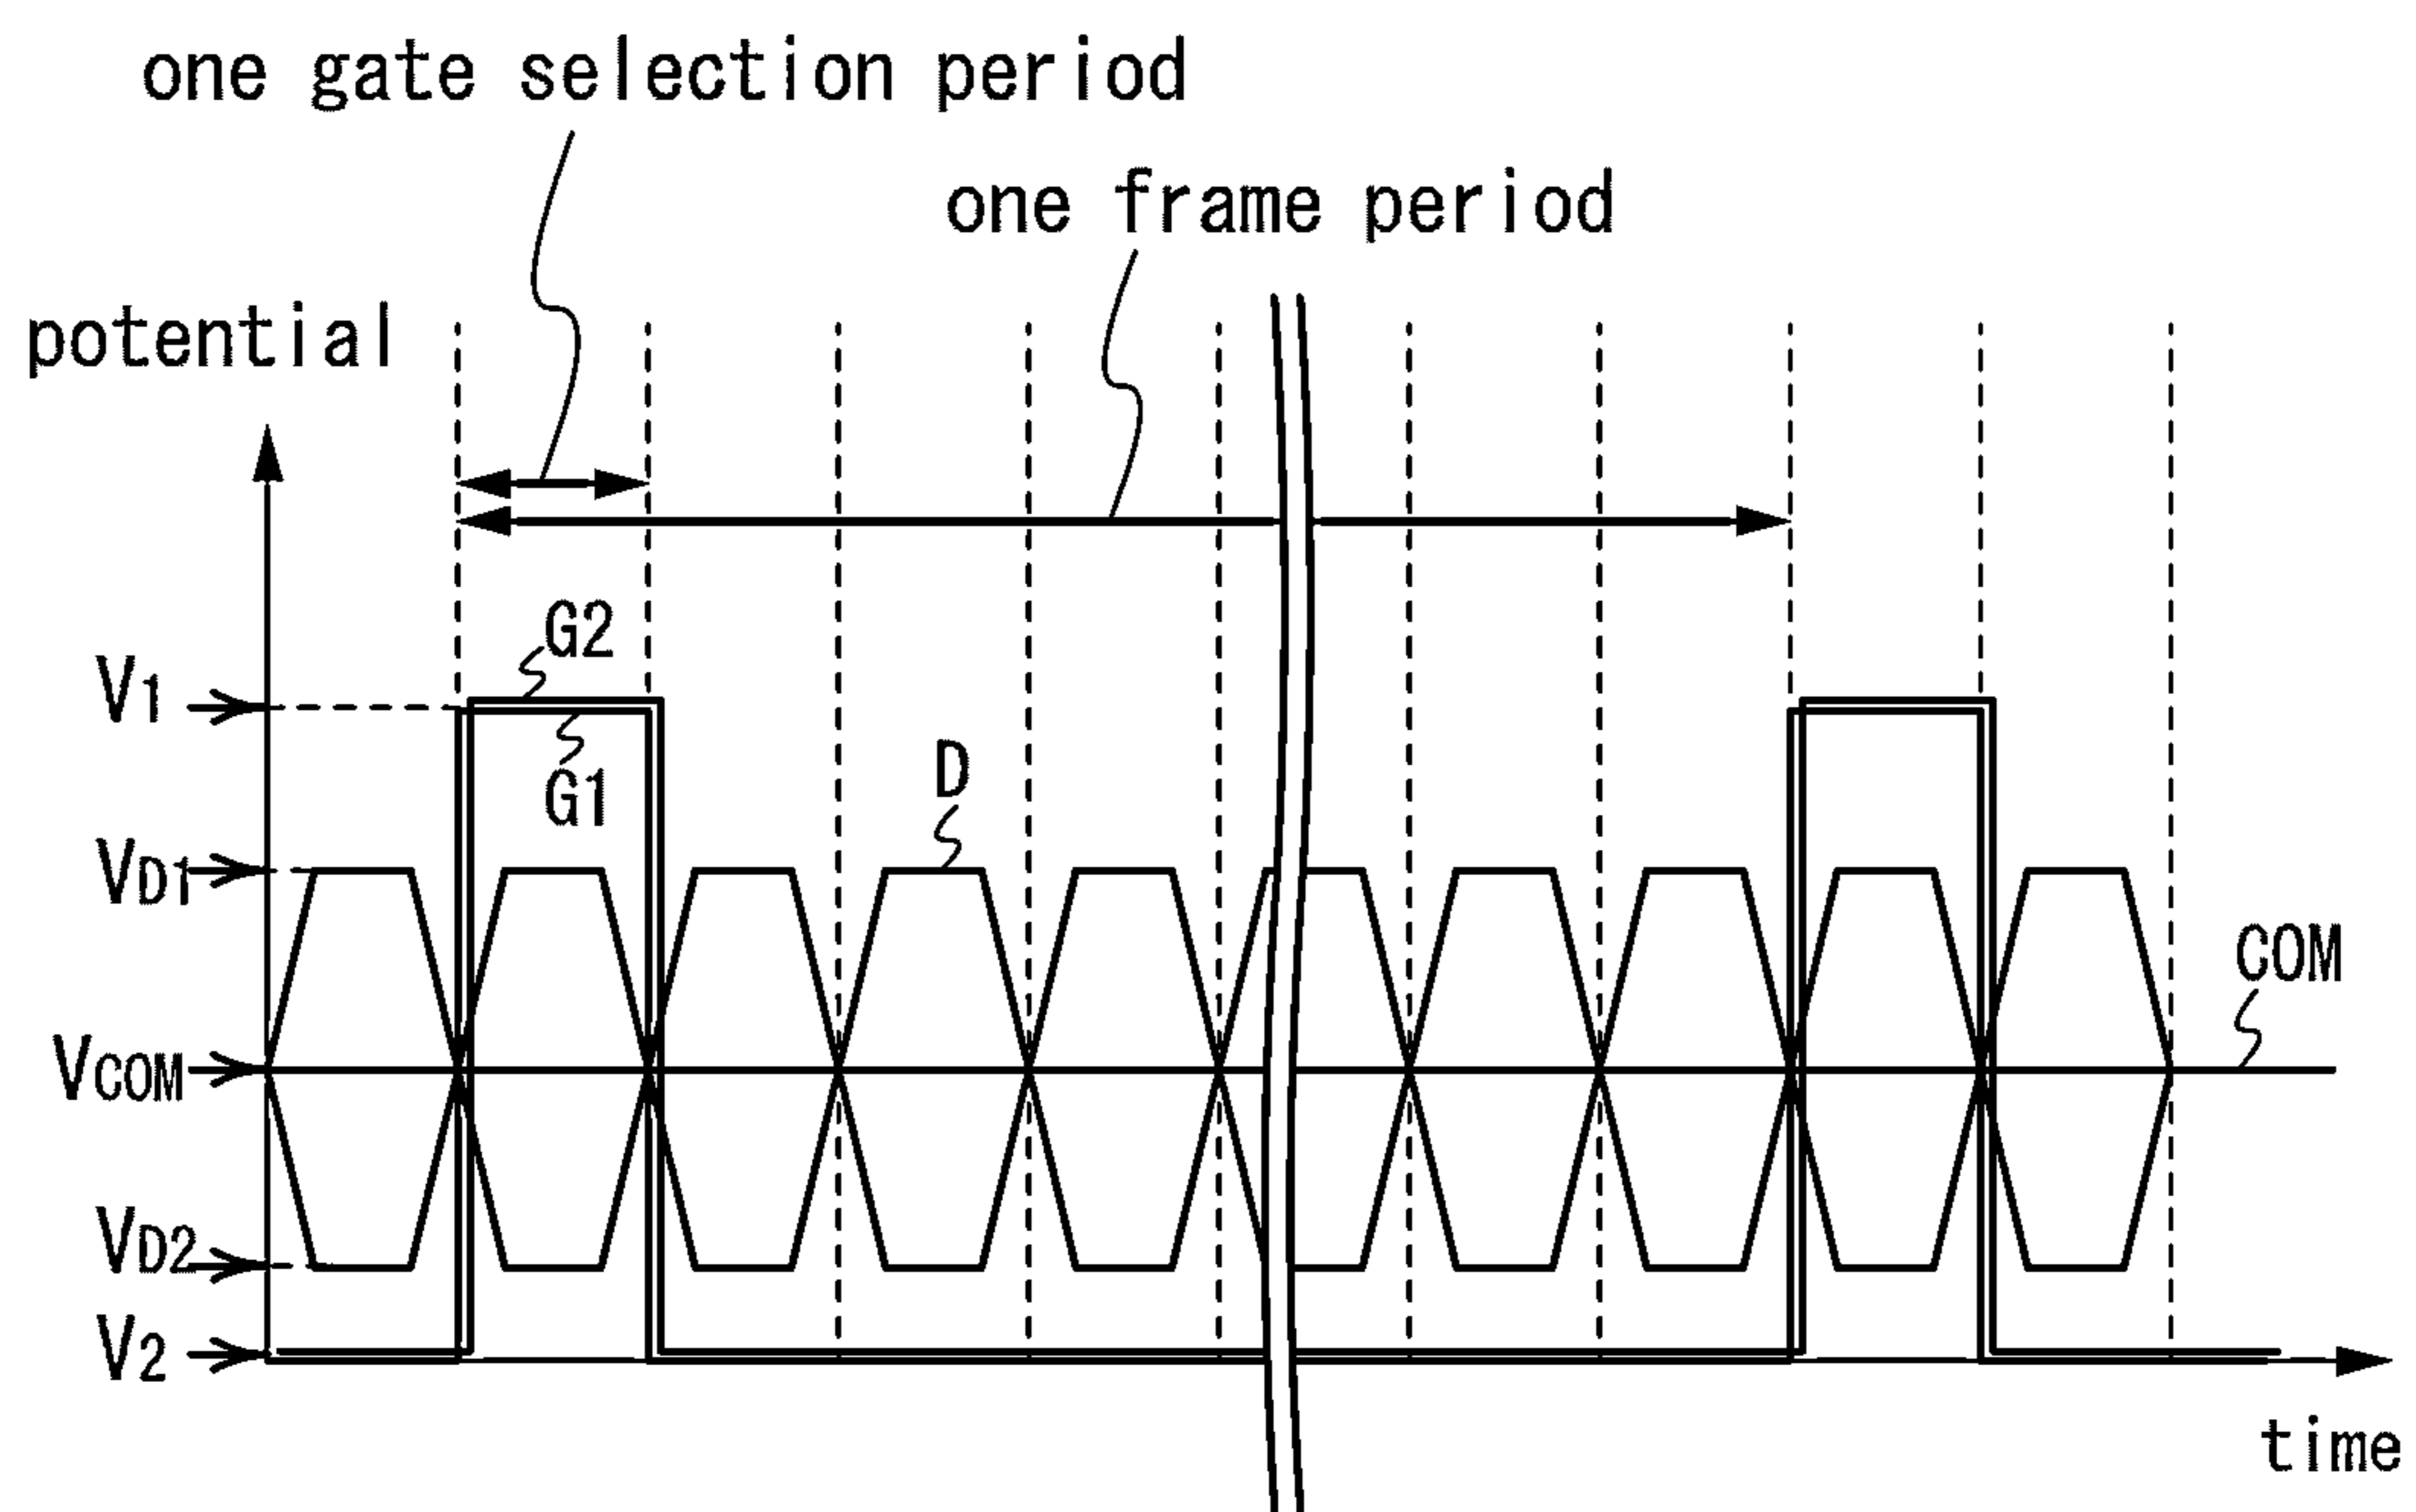 one gate selection period
one frame period
potential
G2
V1
G1
D
VD1
COM
VCOM
VD2
V2
time